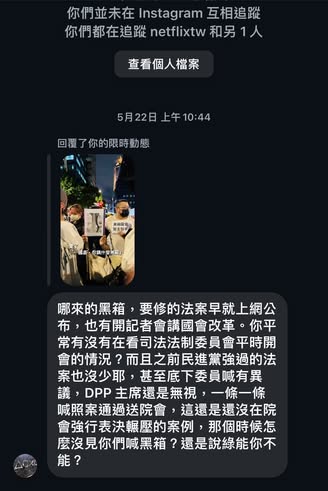 你們並未在 Instagram 互相追蹤
你們都在追蹤 netflixtw 和另 1 人
查看個人檔案
5月22日 上午10:44
回覆了你的限時動態
哪來的黑箱，要修的法案早就上網公
布，也有開記者會講國會改革。你平
常有沒有在看司法法制委員會平時開
會的情況？而且之前民進黨強過的法
案也沒少耶，甚至底下委員喊有異
議，DPP 主席還是無視，一條一條
喊照案通過送院會，這還是還沒在院
會強行表決輾壓的案例，那個時候怎
麼沒見你們喊黑箱？還是說綠能你不
能？